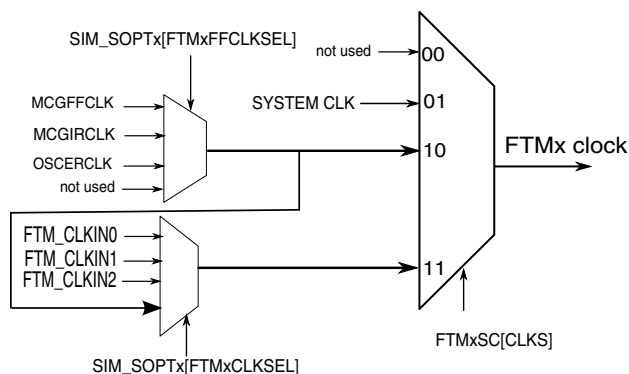 SIM_SOPTx[FTMxFFCLKSEL]
not used
00
MCGFFCLK
SYSTEM CLK
01
MCGIRCLK
10
FTMx clock
OSCERCLK
not used
FTM_CLKIN0
FTM_CLKIN1
11
FTM_CLKIN2
FTMxSC[CLKS]
SIM_SOPTx[FTMxCLKSEL]